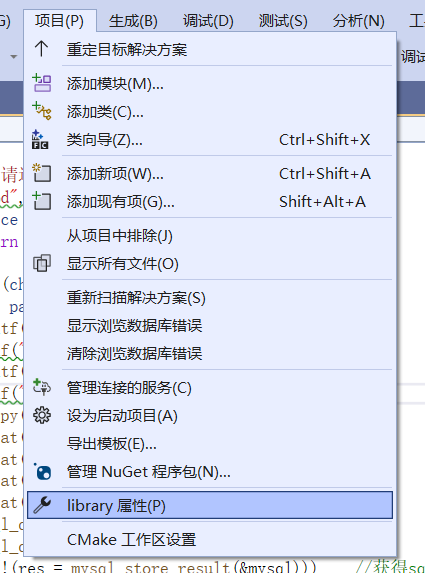 G) 项目(P) 生成(B) 调试(D) 测试(S) 分析(N) 工
重定目标解决方案
调试
添加模块(M)...
添加类(C)...
类向导(Z)... Ctrl+Shift+X
添加新项(W)... Ctrl+Shift+A
请
d",
添加现有项(G)... Shift+Alt+A
ce
从项目中排除(J)
rn
显示所有文件(O)
(ch
重新扫描解决方案(S)
pa
显示浏览数据库错误
tf(
f("
清除浏览数据库错误
tf(
管理连接的服务(C)
f("
设为启动项目(A)
py(
导出模板(E)...
at(
管理 NuGet 程序包(N)...
at(
at(
library 属性(P)
at(
l_c
CMake 工作区设置
l_c
!(res = mysql_store_result(&mysql))) //获得sq